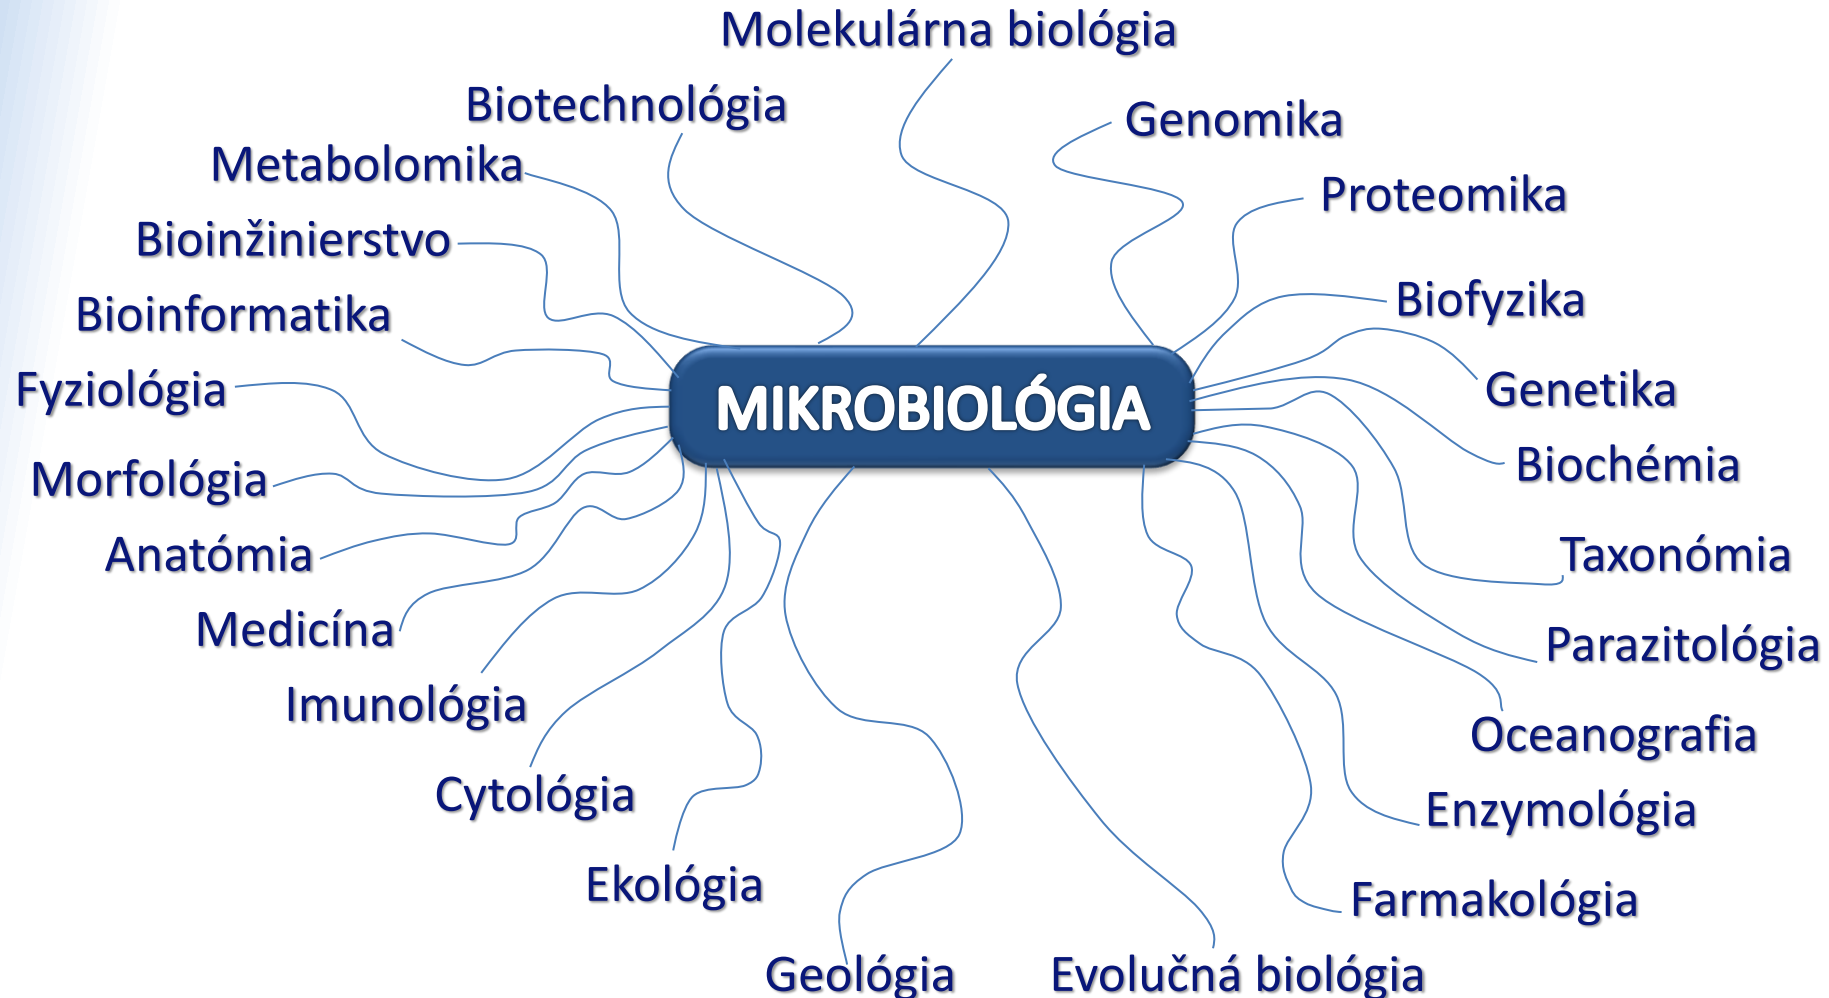 Molekulárna biológia
Biotechnológia
Genomika
Metabolomika
Proteomika
Bioinžinierstvo
Biofyzika
Bioinformatika
Fyziológia
MIKROBIOLÓGIA
Genetika
Morfológia
Biochémia
Anatómia
Taxonómia
Medicína
Parazitológia
Imunológia
Oceanografia
Cytológia
Enzymológia
Ekológia
Farmakológia
Geológia
Evolučná biológia